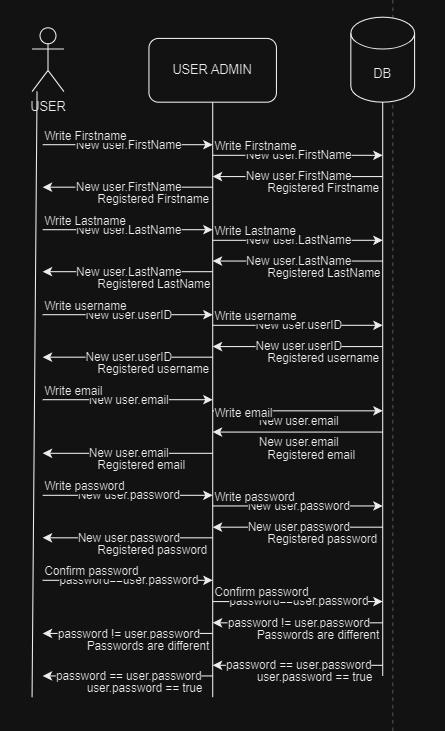 USER ADMIN
DB
USER
Write Firstname
New user.FirstName
Write Firstname
New user.FirstName
New user.FirstName
Registered Firstname
New user.FirstName
Registered Firstname
Write Lastname
New user.LastName
Write Lastname
New user.LastName
New user.LastName
Registered LastName
New user.LastName
Registered LastName
Write username
New user.userID
Write username
New user.userID
New user.userID
Registered username
New user.userID
Registered username
Write email
New user.email
Write email
New user.email
New user.email
Registered email
New user.email
Registered email
Write password
New user.password
Write password
New user.password
New user.password
Registered password
New user.password
Registered password
Confirm password
password==user.password
Confirm password
password==user.password
password != user.password
Passwords are different
password != user.password
Passwords are different
password == user.password
user.password == true
password == user.password
user.password == true